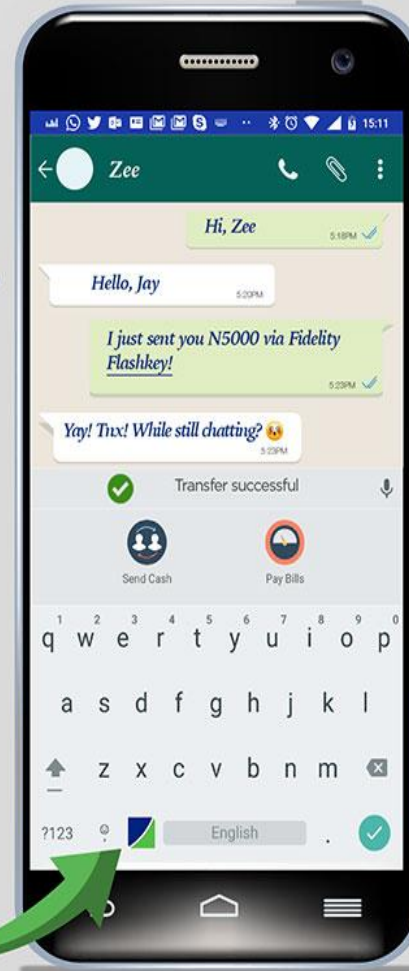 15:11
Zee
Hi, Zee
5:18PM
Hello, Jay
5:20PM
I just sent you N5000 via Fidelity
Flashkey!
5:23PM
Yay! Tnx! While still chatting?
5:23PM
Transfer successful
Send Cash Pay Bills
1 2 3 4 5 6 7 8 9 0
q w e r t y u i o p
a s d f g h j k l
z x c v b n m
?123 , English .